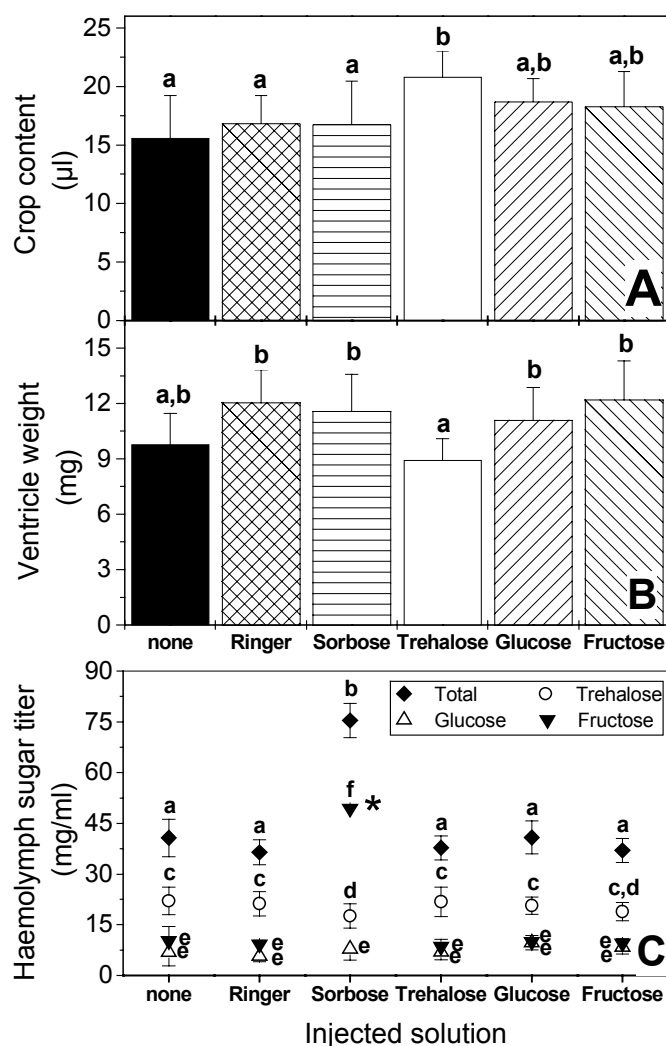 25
20
15
10
5
0
Crop content
(µl)
a
a
a
b
a,b
a,b
A
15
12
9
6
3
0
Ventricle weight
(mg)
a,b
b
b
a
b
b
B
none Ringer Sorbose Trehalose Glucose Fructose
90
75
60
45
30
15
0
Haemolymph sugar titer
(mg/ml)
Total Trehalose
Glucose Fructose
a
c
e
e
a
c
e
e
b
f *
d
e
a
c
e
e
a
c
e
e
a
c,d
e
e
C
none Ringer Sorbose Trehalose Glucose Fructose
Injected solution